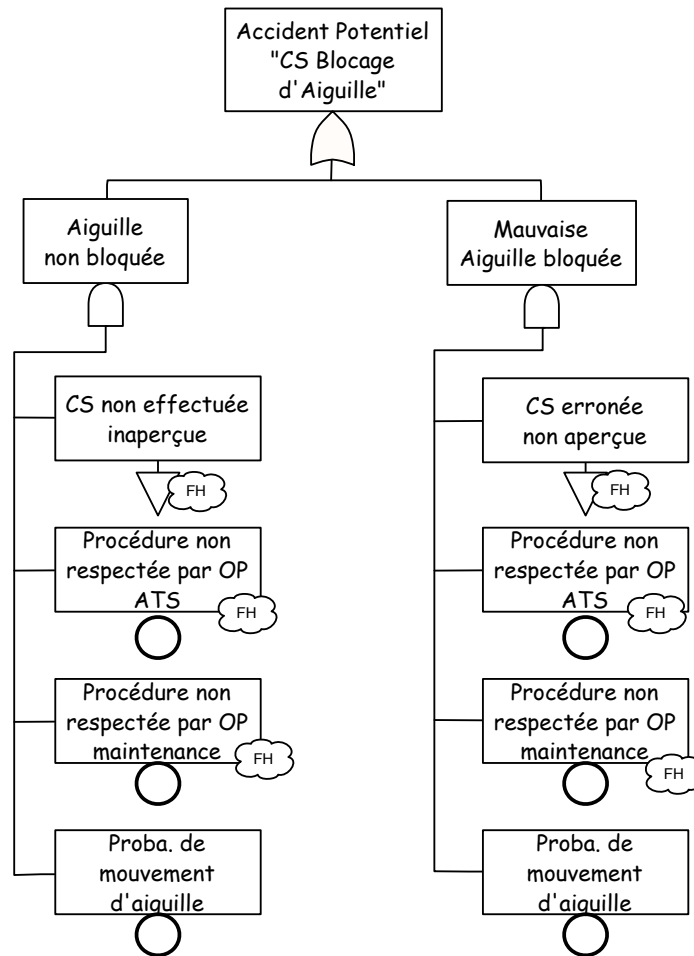 Accident Potentiel
"CS Blocage
d'Aiguille"
Aiguille
non bloquée
CS non effectuée
inaperçue
FH
Procédure non
respectée par OP
ATS
FH
Procédure non
respectée par OP
maintenance
FH
Proba. de
mouvement
d'aiguille
Mauvaise
Aiguille bloquée
CS erronée
non aperçue
FH
Procédure non
respectée par OP
ATS
FH
Procédure non
respectée par OP
maintenance
FH
Proba. de
mouvement
d'aiguille